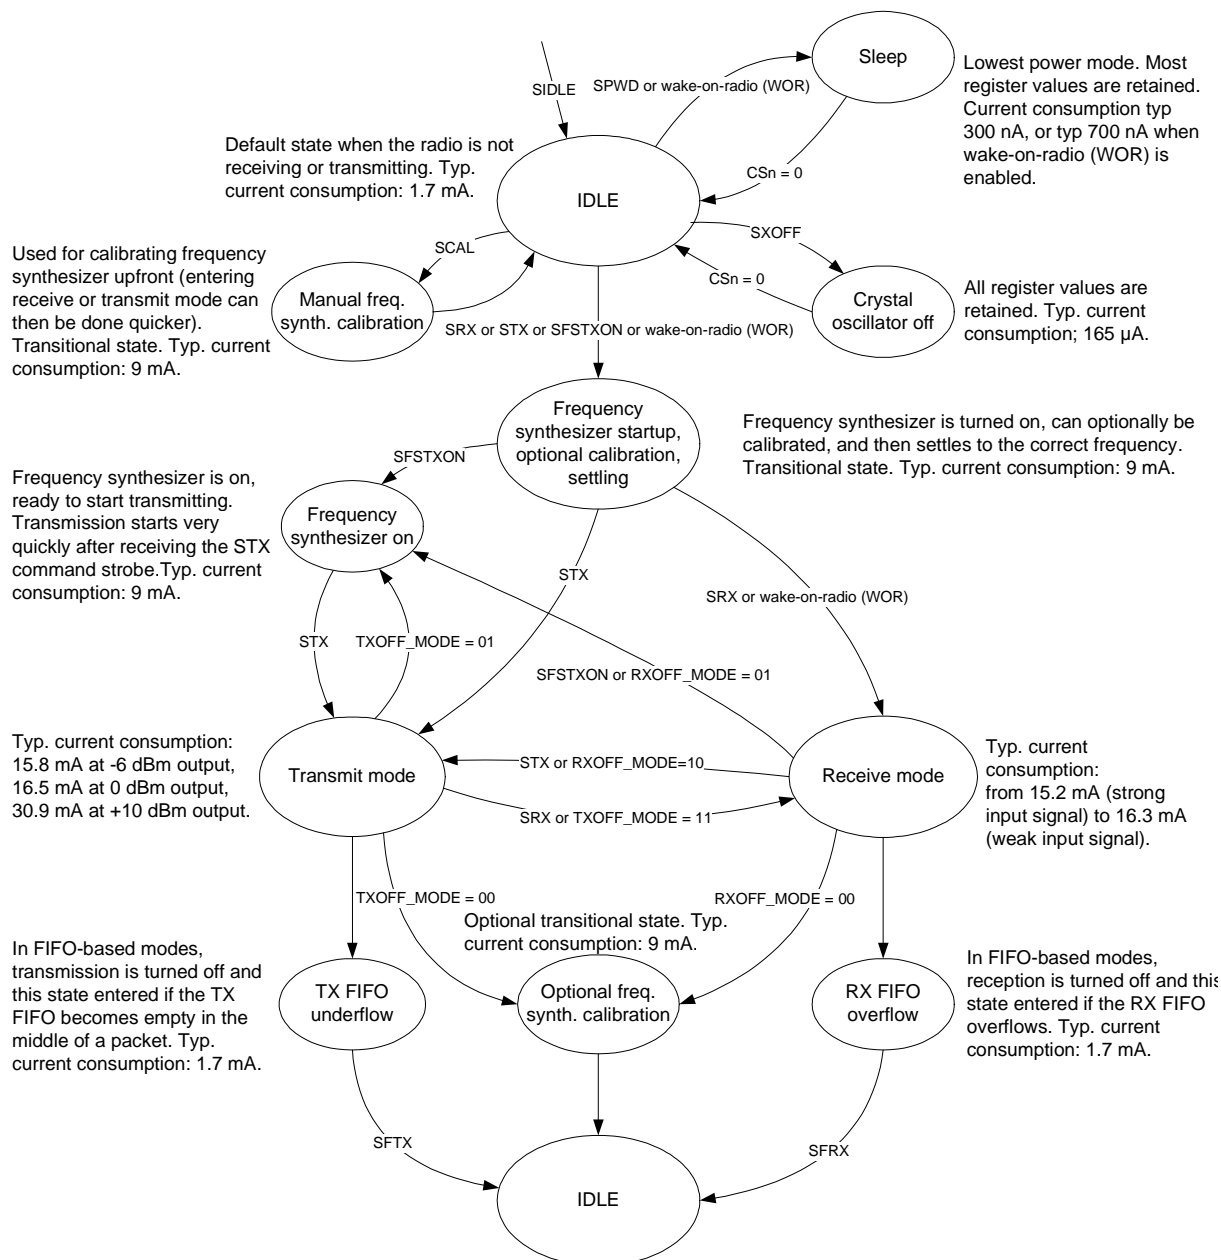 Sleep
Lowest power mode. Most
register values are retained.
Current consumption typ
300 nA, or typ 700 nA when
wake-on-radio (WOR) is
enabled.
SIDLE
SPWD or wake-on-radio (WOR)
Default state when the radio is not
receiving or transmitting. Typ.
current consumption: 1.7 mA.
CSn = 0
IDLE
SXOFF
SCAL
CSn = 0
Used for calibrating frequency
synthesizer upfront (entering
receive or transmit mode can
then be done quicker).
Transitional state. Typ. current
consumption: 9 mA.
Manual freq.
synth. calibration
Crystal
oscillator off
All register values are
retained. Typ. current
consumption; 165 µA.
SRX or STX or SFSTXON or wake-on-radio (WOR)
Frequency
synthesizer startup,
optional calibration,
settling
Frequency synthesizer is turned on, can optionally be
calibrated, and then settles to the correct frequency.
Transitional state. Typ. current consumption: 9 mA.
SFSTXON
Frequency synthesizer is on,
ready to start transmitting.
Transmission starts very
quickly after receiving the STX
command strobe.Typ. current
consumption: 9 mA.
Frequency
synthesizer on
STX
SRX or wake-on-radio (WOR)
STX
TXOFF_MODE = 01
SFSTXON or RXOFF_MODE = 01
Typ. current consumption:
15.8 mA at -6 dBm output,
16.5 mA at 0 dBm output,
30.9 mA at +10 dBm output.
Transmit mode
STX or RXOFF_MODE=10
SRX or TXOFF_MODE = 11
Receive mode
Typ. current
consumption:
from 15.2 mA (strong
input signal) to 16.3 mA
(weak input signal).
TXOFF_MODE = 00
RXOFF_MODE = 00
Optional transitional state. Typ.
current consumption: 9 mA.
In FIFO-based modes,
transmission is turned off and
this state entered if the TX
FIFO becomes empty in the
middle of a packet. Typ.
current consumption: 1.7 mA.
TX FIFO
underflow
Optional freq.
synth. calibration
RX FIFO
overflow
In FIFO-based modes,
reception is turned off and this
state entered if the RX FIFO
overflows. Typ. current
consumption: 1.7 mA.
SFTX
SFRX
IDLE